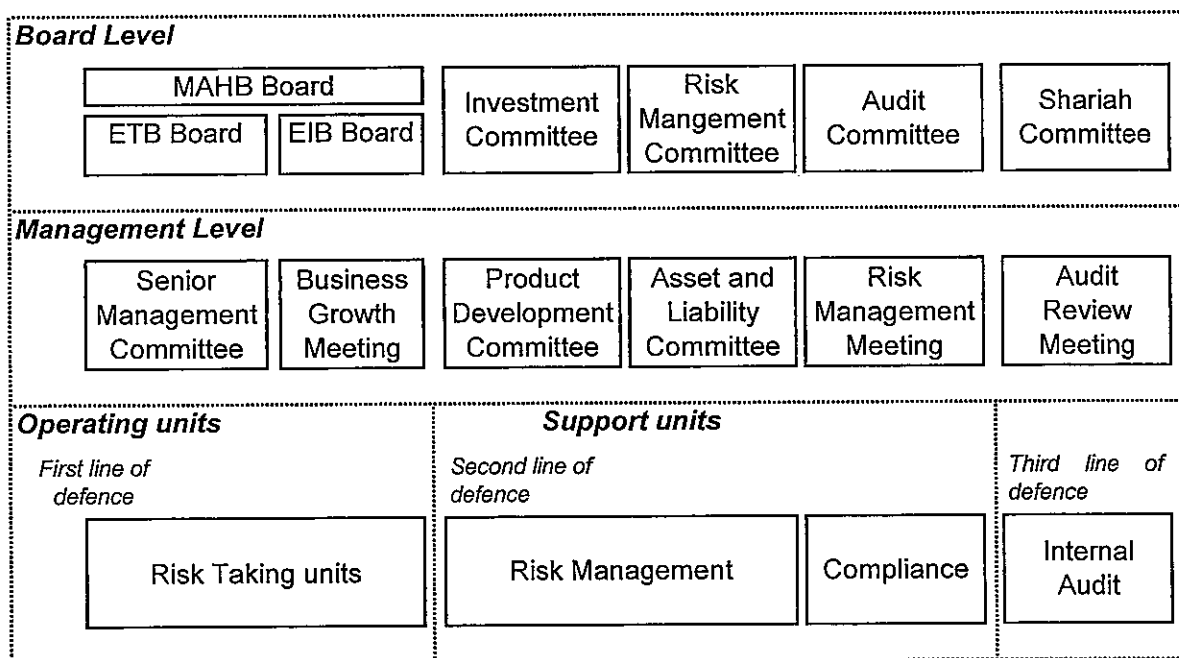 Board Level
MAHB Board
ETB Board
EIB Board
Investment
Committee
Risk
Mangement
Committee
Audit
Committee
Shariah
Committee
Management Level
Senior
Management
Committee
Business
Growth
Meeting
Product
Development
Committee
Asset and
Liability
Committee
Risk
Management
Meeting
Audit
Review
Meeting
Operating units
First line of
defence
Risk Taking units
Support units
Second line of
defence
Risk Management
Compliance
Third line of
defence
Internal
Audit